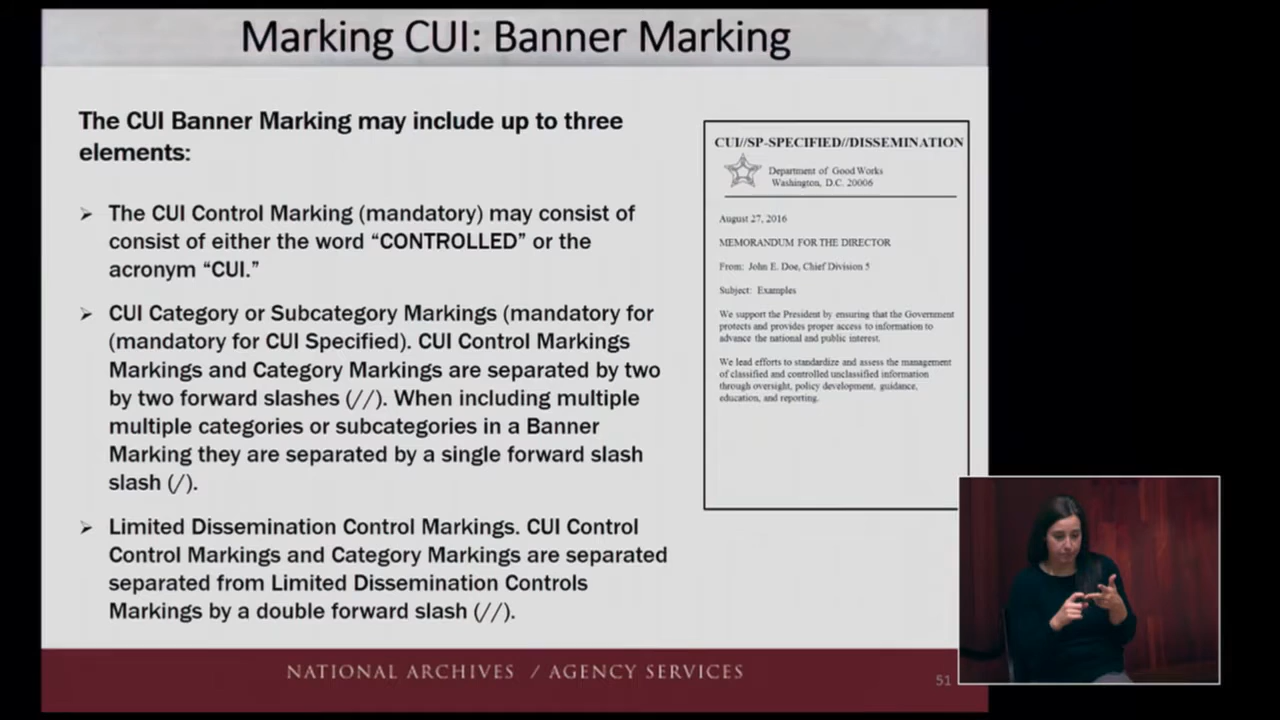 Marking CUI: Banner Marking
The CUI Banner Marking may include up to three
elements:
➢ The CUI Control Marking (mandatory) may consist of
consist of either the word “CONTROLLED” or the
acronym “CUI.”
➢ CUI Category or Subcategory Markings (mandatory for
(mandatory for CUI Specified). CUI Control Markings
Markings and Category Markings are separated by two
by two forward slashes (//). When including multiple
multiple categories or subcategories in a Banner
Marking they are separated by a single forward slash
slash (/).
➢ Limited Dissemination Control Markings. CUI Control
Control Markings and Category Markings are separated
separated from Limited Dissemination Controls
Markings by a double forward slash (//).
CUI//SP-SPECIFIED//DISSEMINATION
Department of Good Works
Washington, D.C. 20006
August 27, 2016
MEMORANDUM FOR THE DIRECTOR
From: John E. Doe, Chief Division 5
Subject: Examples
We support the President by ensuring that the Government
protects and provides proper access to information to
advance the national and public interest.
We lead efforts to standardize and assess the management
of classified and controlled unclassified information
through oversight, policy development, guidance,
education, and reporting.
NATIONAL ARCHIVES / AGENCY SERVICES
51